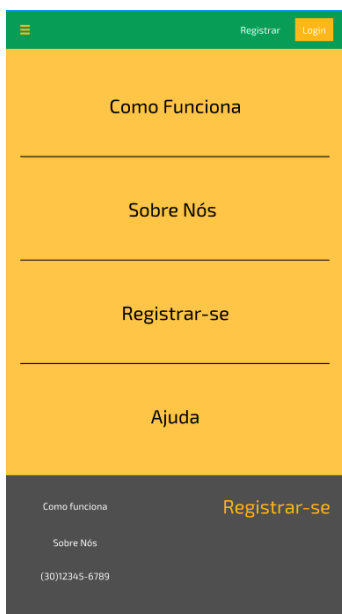 Registrar Login
Como Funciona
Sobre Nós
Registrar-se
Ajuda
Como funciona
Registrar-se
Sobre Nós
(30)12345-6789